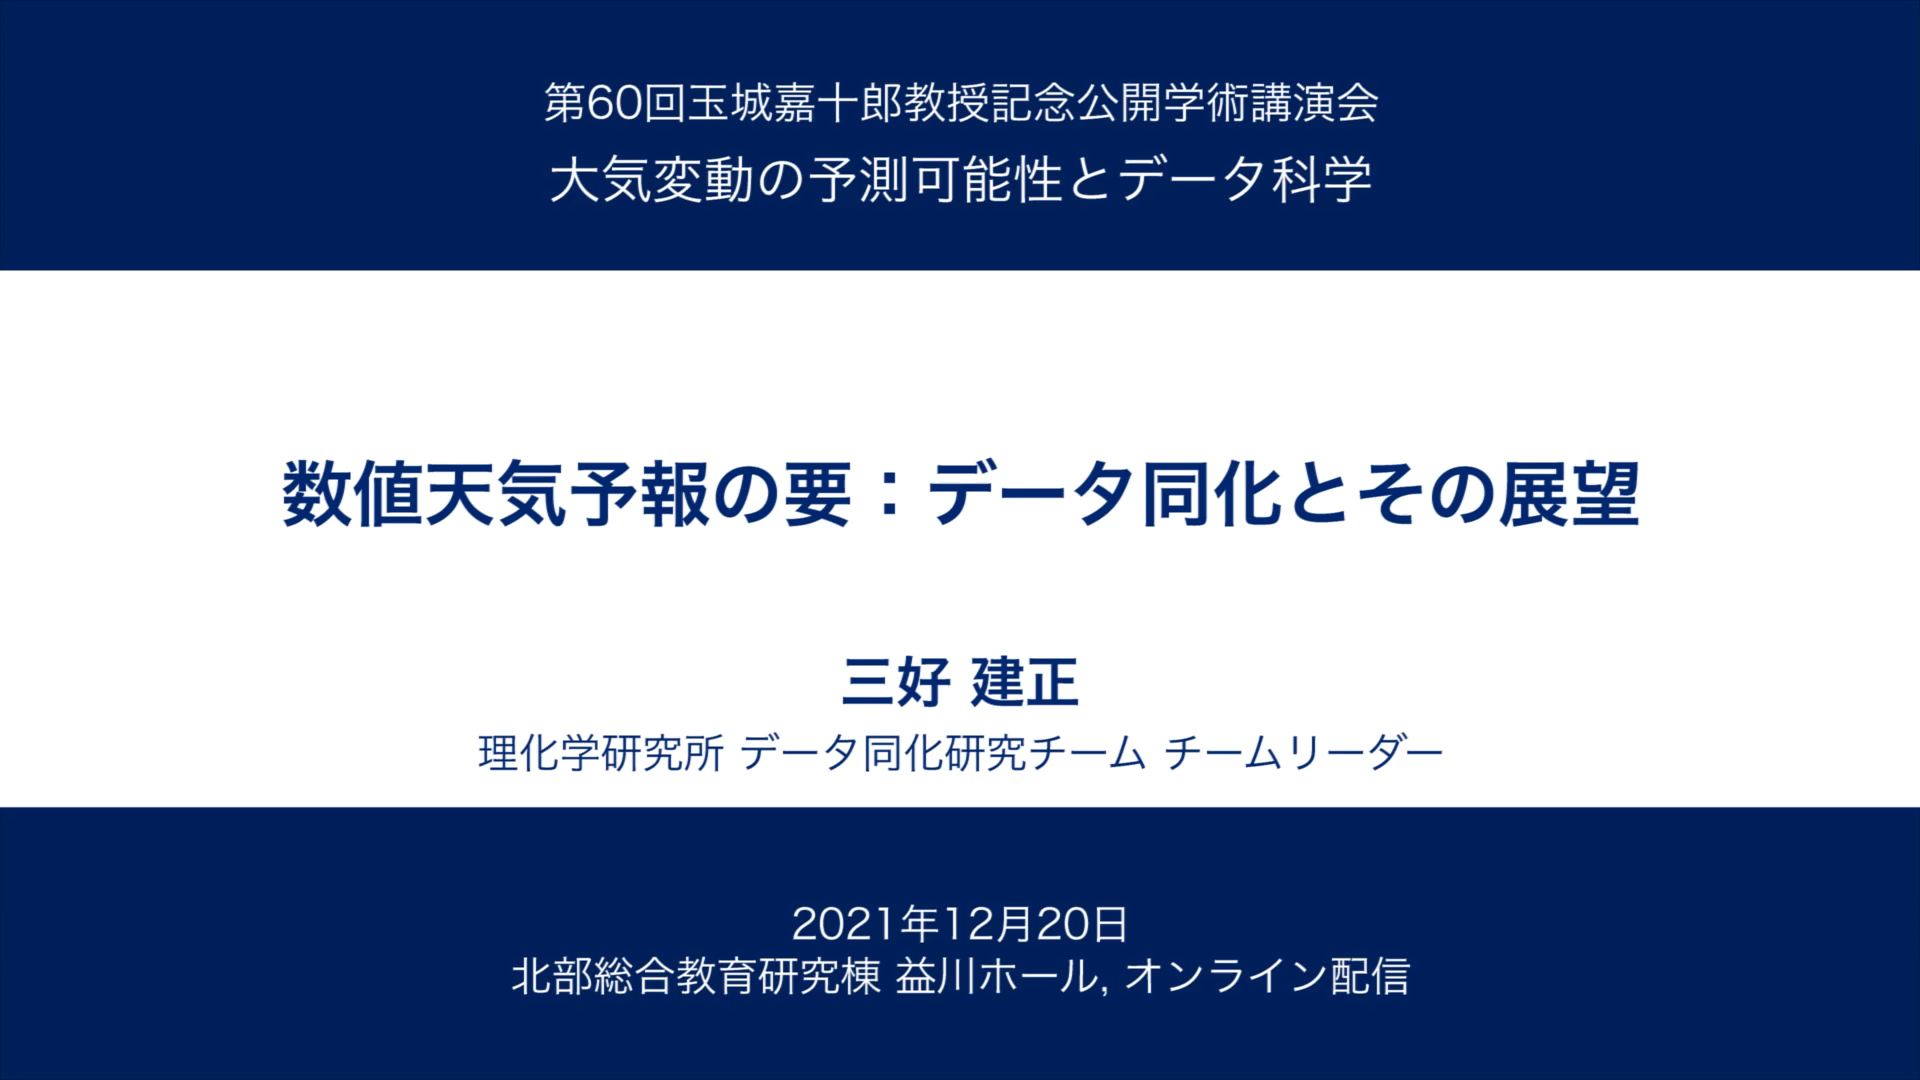 第60回玉城嘉十郎教授記念公開学術講演会
大気変動の予測可能性とデータ科学
数値天気予報の要：データ同化とその展望
三好 建正
理化学研究所 データ同化研究チーム チームリーダー
2021年12月20日
北部総合教育研究棟 益川ホール, オンライン配信